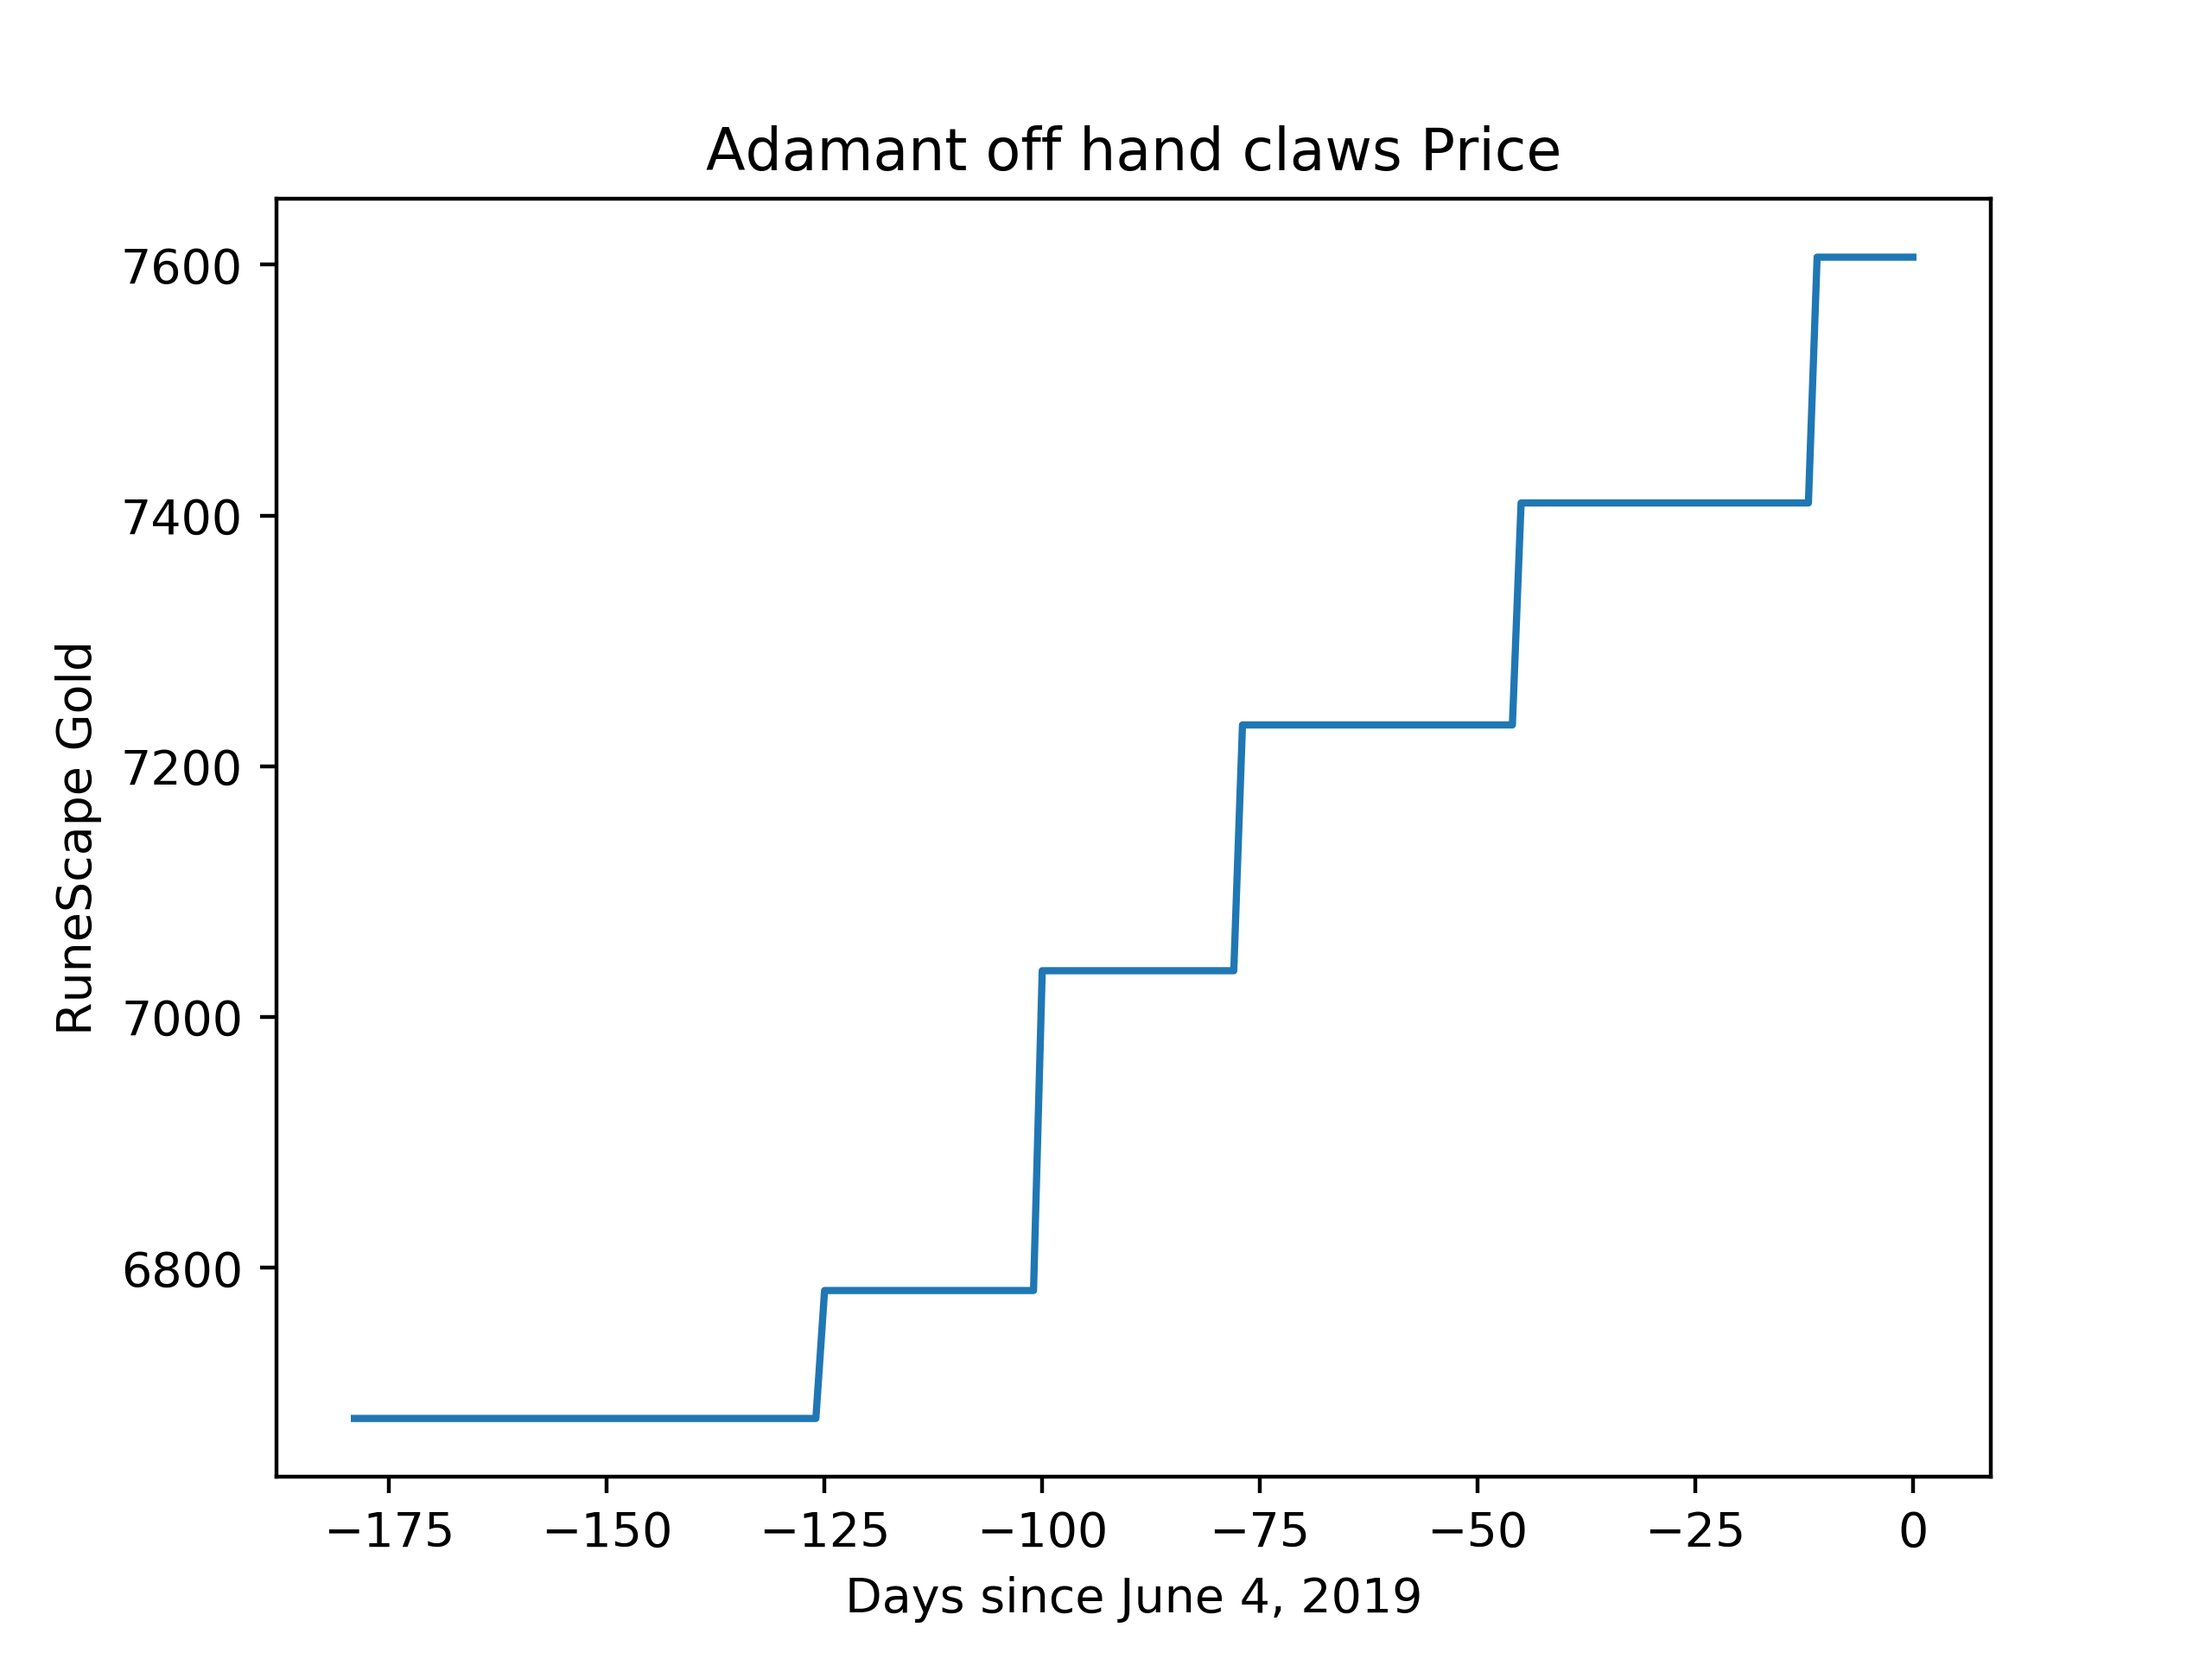 Adamant off hand claws Price
RuneScape Gold
7600
7400
7200
7000
6800
−175 −150 −125 −100 −75 −50 −25 0
Days since June 4, 2019